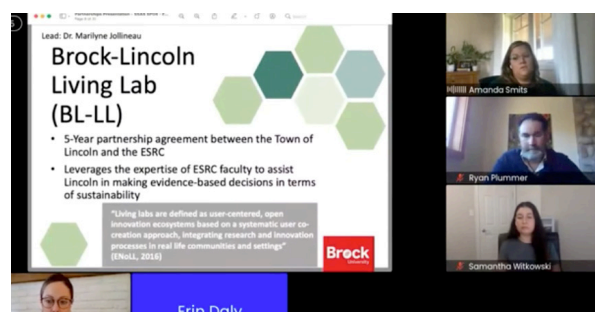 Lead: Dr. Marilyne Jollineau
Brock-Lincoln
Living Lab
(BL-LL)
• 5-Year partnership agreement between the Town of
Lincoln and the ESRC
• Leverages the expertise of ESRC faculty to assist
Lincoln in making evidence-based decisions in terms
of sustainability
"Living labs are defined as user-centered, open
innovation ecosystems based on a systematic user co-
creation approach, integrating research and innovation
processes in real life communities and settings"
(ENoLL, 2016)
Brock
University
Amanda Smits
Ryan Plummer
Samantha Witkowski
Erin Daly